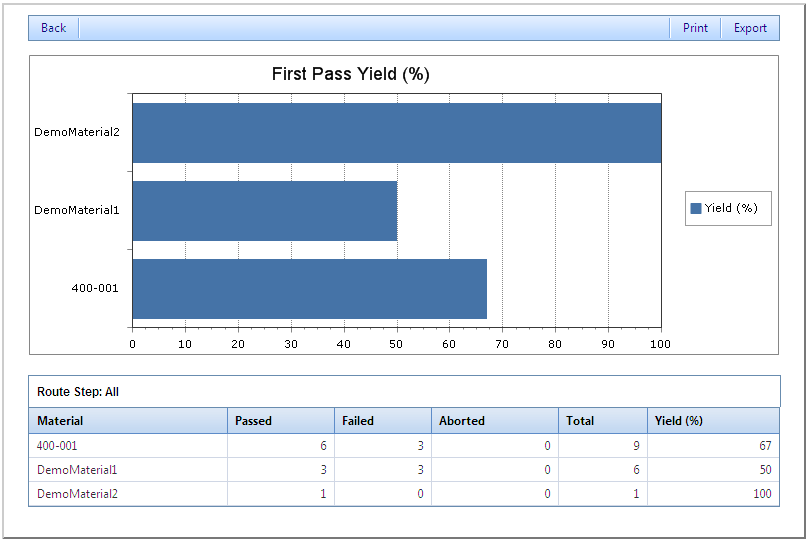 Back Print Export
First Pass Yield (%)
DemoMaterial2
DemoMaterial1
Yield (%)
400-001
0 10 20 30 40 50 60 70 80 90 100
Route Step: All
Material Passed Failed Aborted Total Yield (%)
400-001 6 3 0 9 67
DemoMaterial1 3 3 0 6 50
DemoMaterial2 1 0 0 1 100